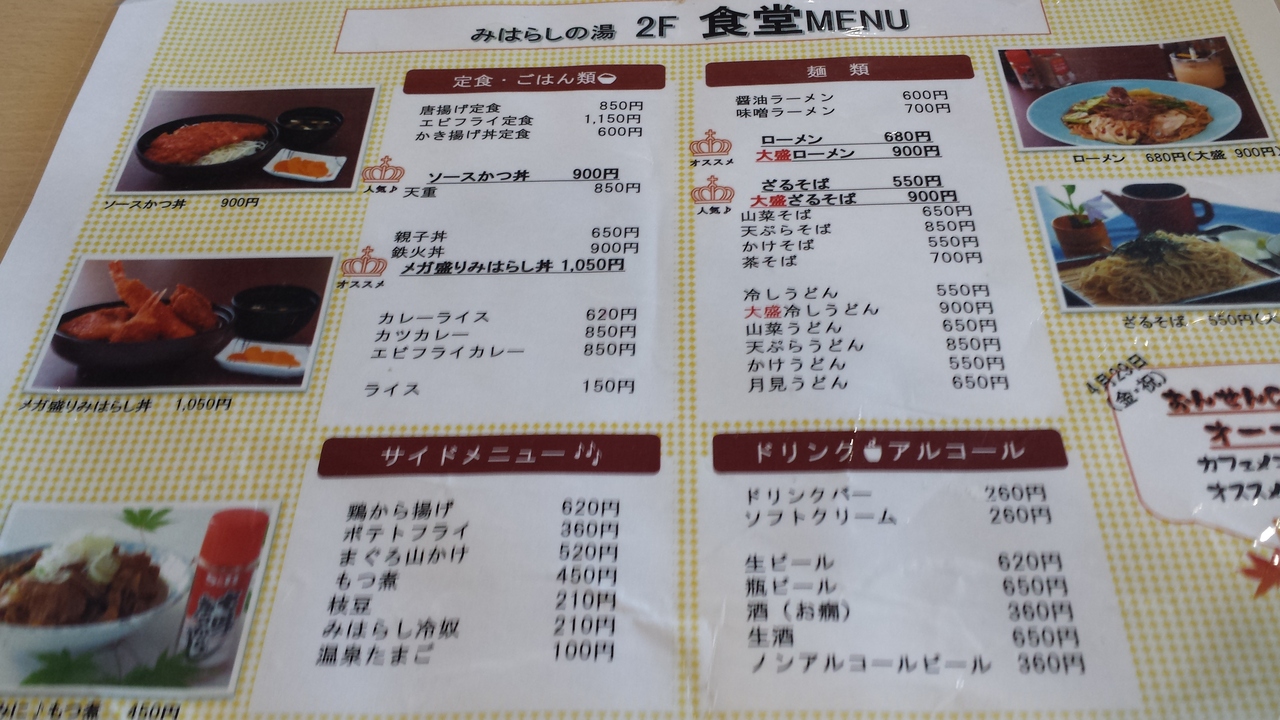 みはらしの湯 2F 食堂MENU
定食・ごはん類
唐揚げ定食 850円
エビフライ定食 1,150円
かき揚げ丼定食 600円
人気♪
ソースかつ丼 900円
天重 850円
親子丼 650円
鉄火丼 900円
オススメ
メガ盛りみはらし丼 1,050円
カレーライス 620円
カツカレー 850円
エビフライカレー 850円
ライス 150円
麺 類
醤油ラーメン 600円
味噌ラーメン 700円
オススメ
ローメン 680円
大盛ローメン 900円
人気♪
ざるそば 550円
大盛ざるそば 900円
山菜そば 650円
天ぷらそば 850円
かけそば 550円
茶そば 700円
冷しうどん 550円
大盛冷しうどん 900円
山菜うどん 650円
天ぷらうどん 850円
かけうどん 550円
月見うどん 650円
サイドメニュー
鶏から揚げ 620円
ポテトフライ 360円
まぐろ山かけ 520円
もつ煮 450円
枝豆 210円
みはらし冷奴 210円
温泉たまご 100円
ドリンク アルコール
ドリンクバー 260円
ソフトクリーム 260円
生ビール 620円
瓶ビール 650円
酒（お燗） 360円
生酒 650円
ノンアルコールビール 360円
ソースかつ丼 900円
メガ盛りみはらし丼 1,050円
もつ煮 450円
ローメン 680円(大盛 900円)
ざるそば 550円
4月29日
(金・祝)
おんせん
オー
カフェメ
オススメ